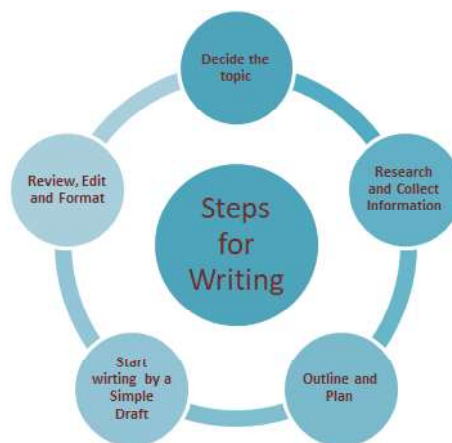 Decide the
topic
Research
and Collect
Information
Outline and
Plan
Start
wirting by a
Simple
Draft
Review, Edit
and Format
Steps
for
Writing